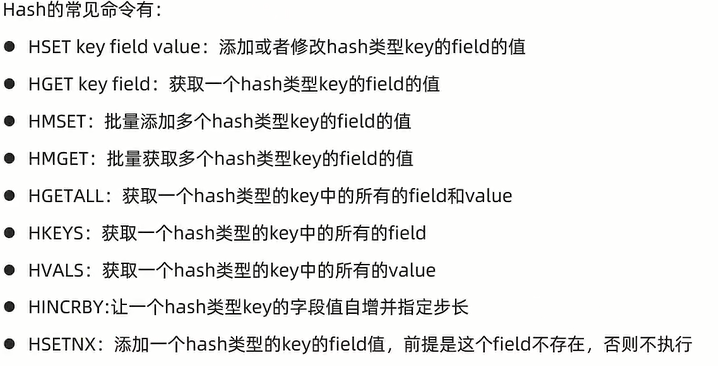 Hash的常见命令有：
● HSET key field value：添加或者修改hash类型key的field的值
● HGET key field：获取一个hash类型key的field的值
● HMSET：批量添加多个hash类型key的field的值
● HMGET：批量获取多个hash类型key的field的值
● HGETALL：获取一个hash类型的key中的所有的field和value
● HKEYS：获取一个hash类型的key中的所有的field
● HVALS：获取一个hash类型的key中的所有的value
● HINCRBY:让一个hash类型key的字段值自增并指定步长
● HSETNX：添加一个hash类型的key的field值，前提是这个field不存在，否则不执行